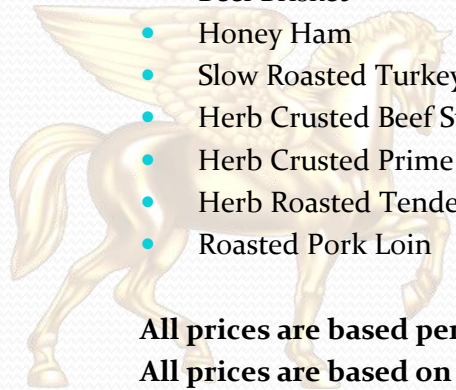 Honey Ham
Slow Roasted Turkey
Herb Crusted Beef
Herb Crusted Prime
Herb Roasted
Roasted Pork Loin
All prices are based
All prices are based on